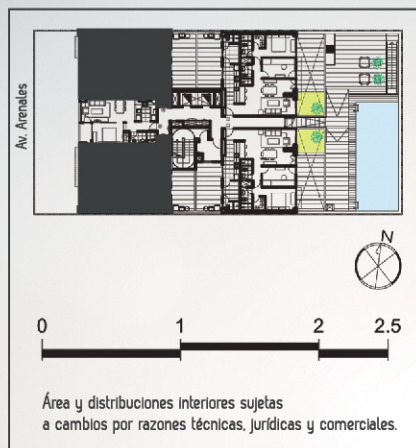 Av. Arenales
N
0 1 2 2.5
Área y distribuciones interiores sujetas
a cambios por razones técnicas, jurídicas y comerciales.